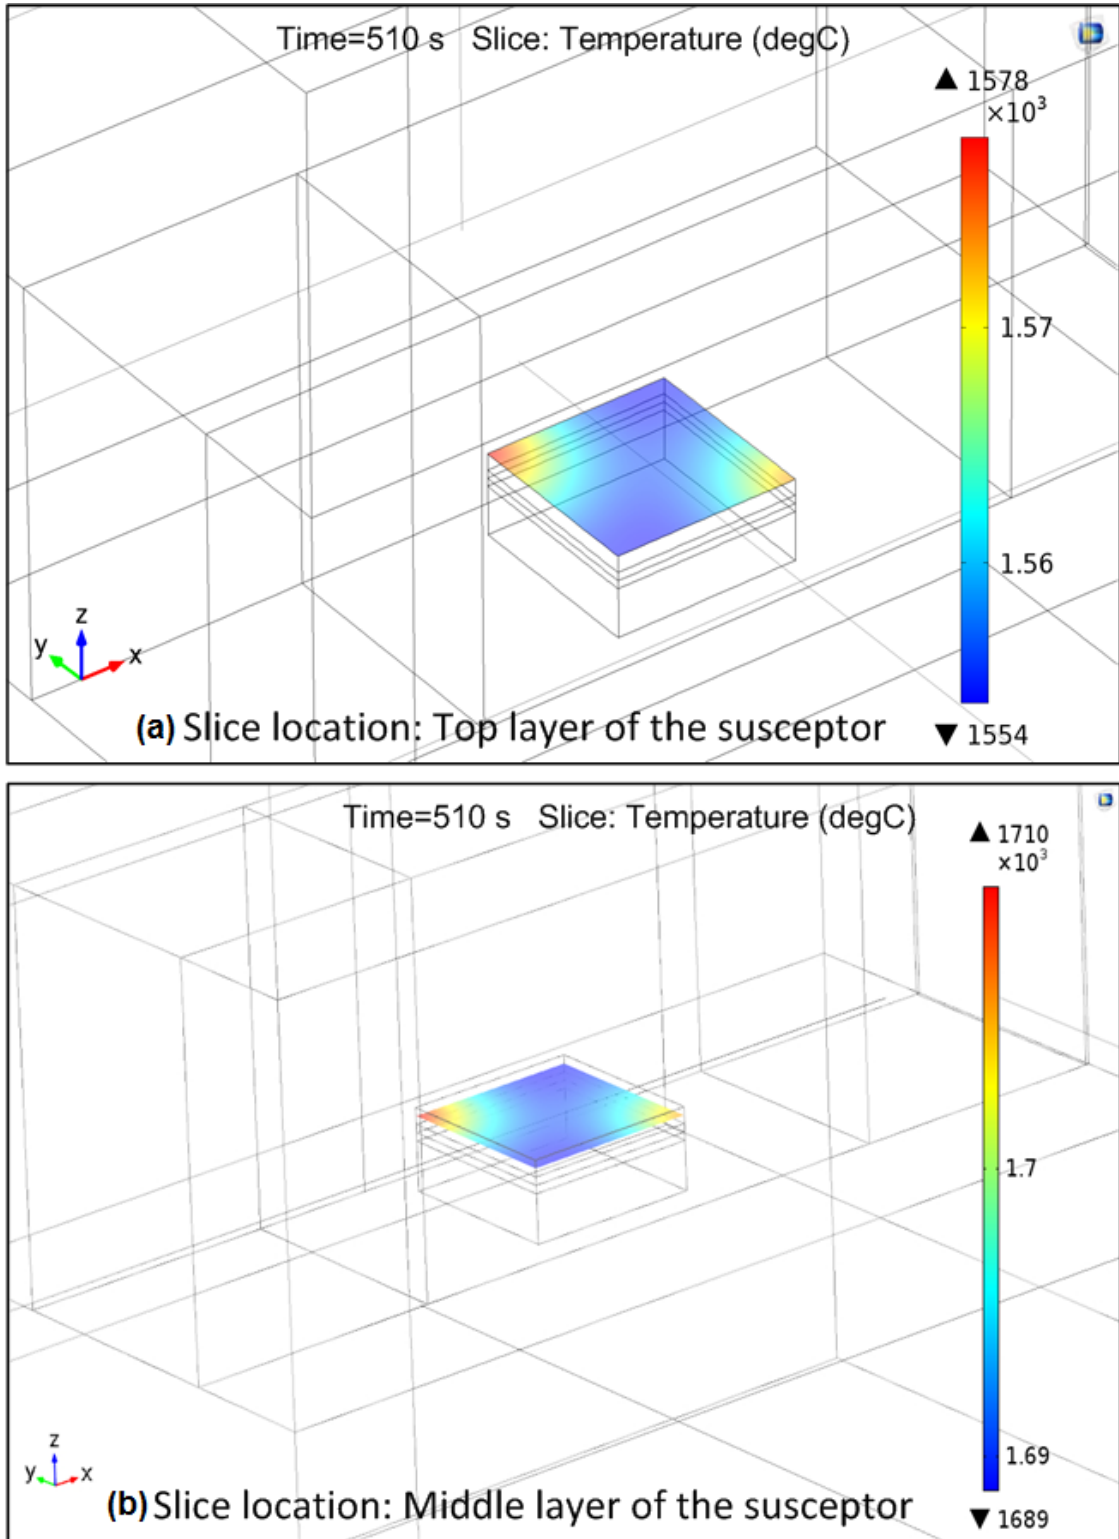 Time=510 s Slice: Temperature (degC)
▲ 1578
×10³
1.57
1.56
▼ 1554
z
y
x
(a) Slice location: Top layer of the susceptor
Time=510 s Slice: Temperature (degC)
▲ 1710
×10³
1.7
1.69
▼ 1689
z
y
x
(b) Slice location: Middle layer of the susceptor